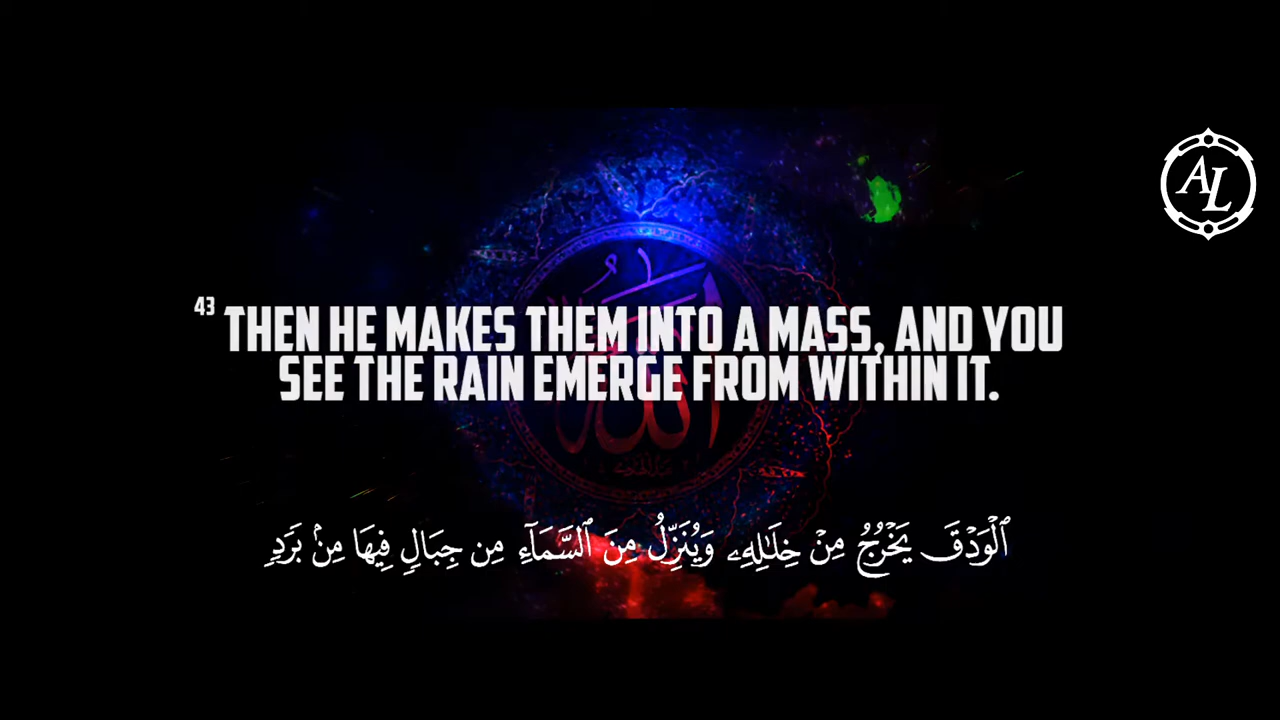 43 THEN HE MAKES THEM INTO A MASS, AND YOU
SEE THE RAIN EMERGE FROM WITHIN IT.
ٱلْوَدْقَ يَخْرُجُ مِنْ خِلَٰلِهِۦ وَيُنَزِّلُ مِنَ ٱلسَّمَآءِ مِن جِبَالٍ فِيهَا مِنۢ بَرَدٍ
AL
الله